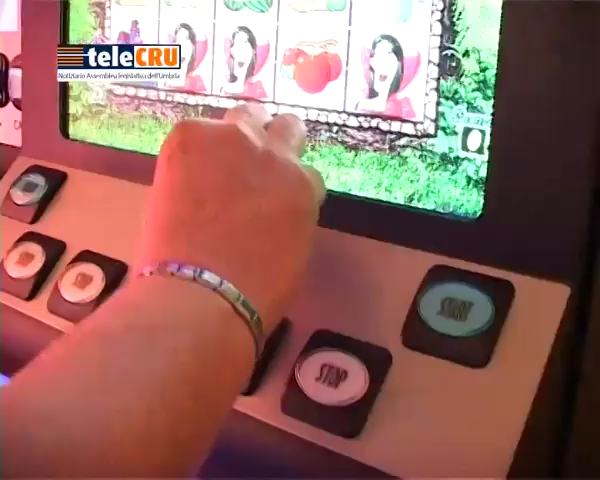 teleCRU
Notiziario Assemblea legislativa dell'Umbria
START
STOP